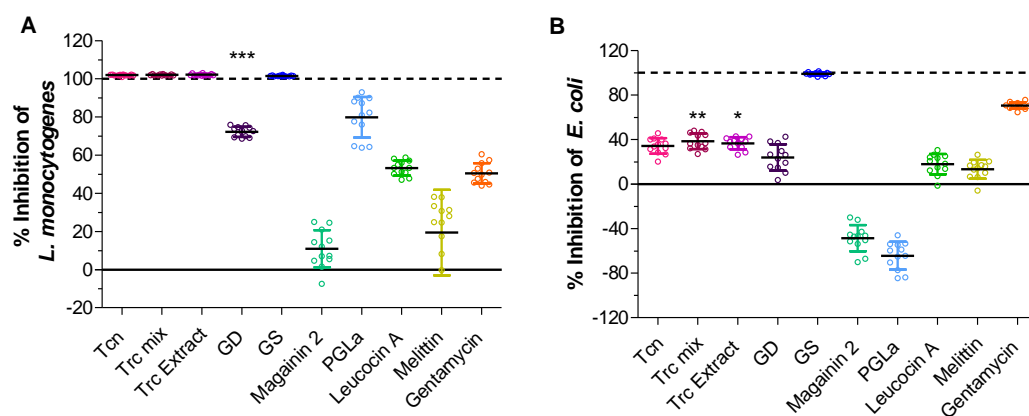 A
% Inhibition of
L. monocytogenes
120
100
80
60
40
20
0
-20
***
Tcn
Trc mix
Trc Extract
GD
GS
Magainin 2
PGLa
Leucocin A
Melittin
Gentamycin
B
% Inhibition of E. coli
120
80
40
0
-40
-80
-120
**
*
Tcn
Trc mix
Trc Extract
GD
GS
Magainin 2
PGLa
Leucocin A
Melittin
Gentamycin